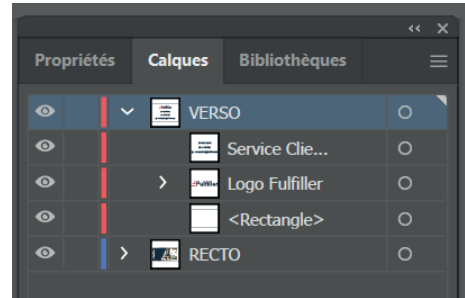 Propriétés Calques Bibliothèques
VERSO
Service Clie...
Logo Fulfiller
<Rectangle>
RECTO